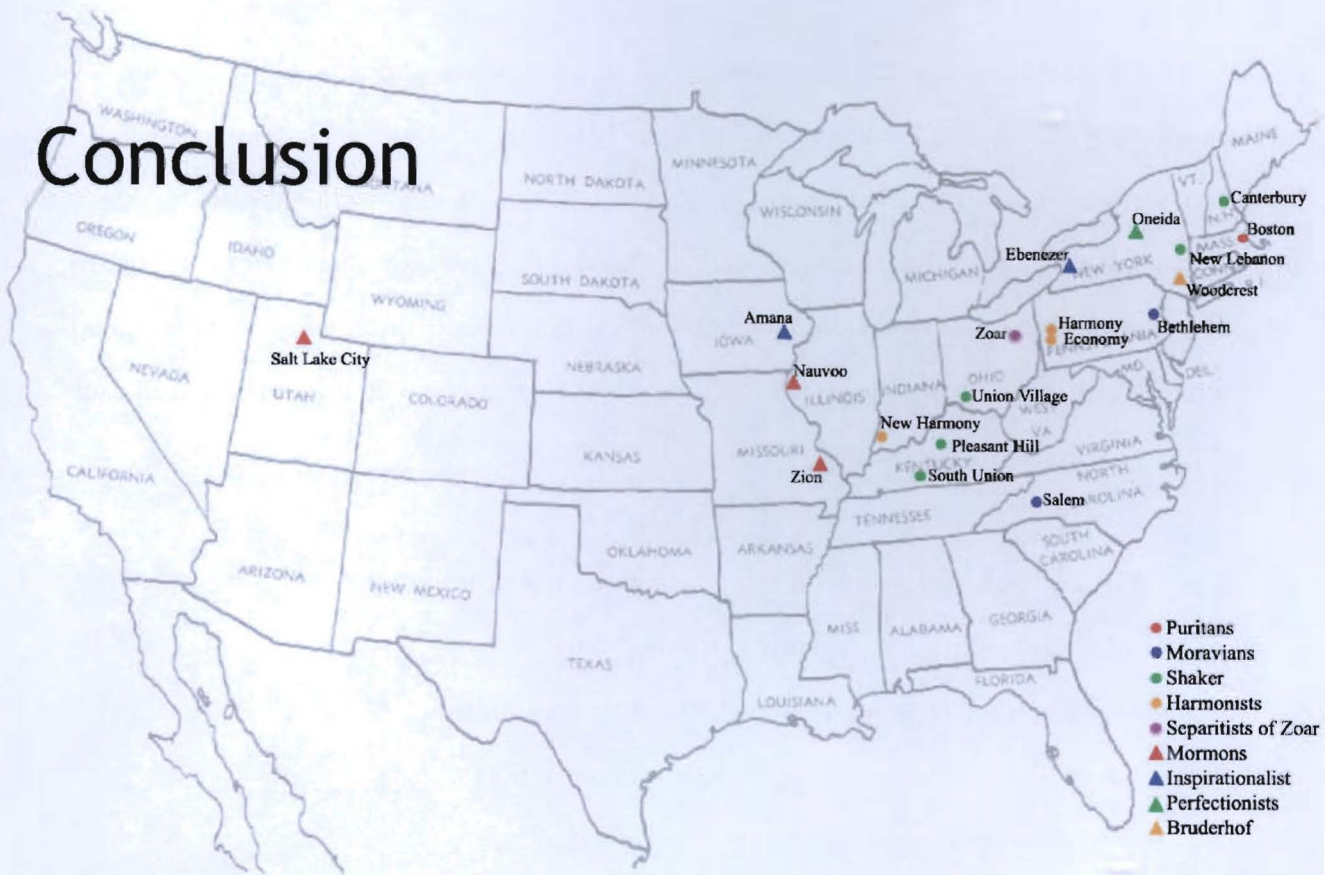 Conclusion
WASHINGTON
OREGON
IDAHO
MONTANA
NORTH DAKOTA
MINNESOTA
WISCONSIN
MICHIGAN
SOUTH DAKOTA
WYOMING
NEVADA
UTAH
COLORADO
CALIFORNIA
NEBRASKA
IOWA
KANSAS
MISSOURI
ILLINOIS
INDIANA
OHIO
KENTUCKY
TENNESSEE
WEST
VA
VIRGINIA
NORTH
CAROLINA
SOUTH
CAROLINA
GEORGIA
FLORIDA
ALABAMA
MISS
LOUISIANA
ARKANSAS
OKLAHOMA
TEXAS
NEW MEXICO
ARIZONA
PENNSYLVANIA
MD.
DEL.
NEW YORK
VT.
N.H.
MASS
CONN
MAINE
Salt Lake City
Amana
Nauvoo
Zion
New Harmony
Pleasant Hill
South Union
Union Village
Zoar
Harmony
Economy
Bethlehem
Salem
Ebenezer
Oneida
Canterbury
Boston
New Lebanon
Woodcrest
Puritans
Moravians
Shaker
Harmonists
Separitists of Zoar
Mormons
Inspirationalist
Perfectionists
Bruderhof